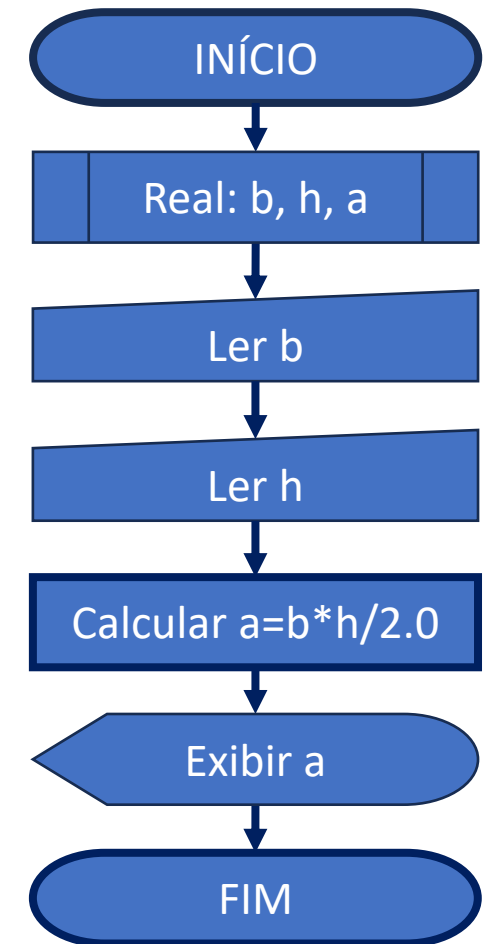 INÍCIO
Real: b, h, a
Ler b
Ler h
Calcular a=b*h/2.0
Exibir a
FIM